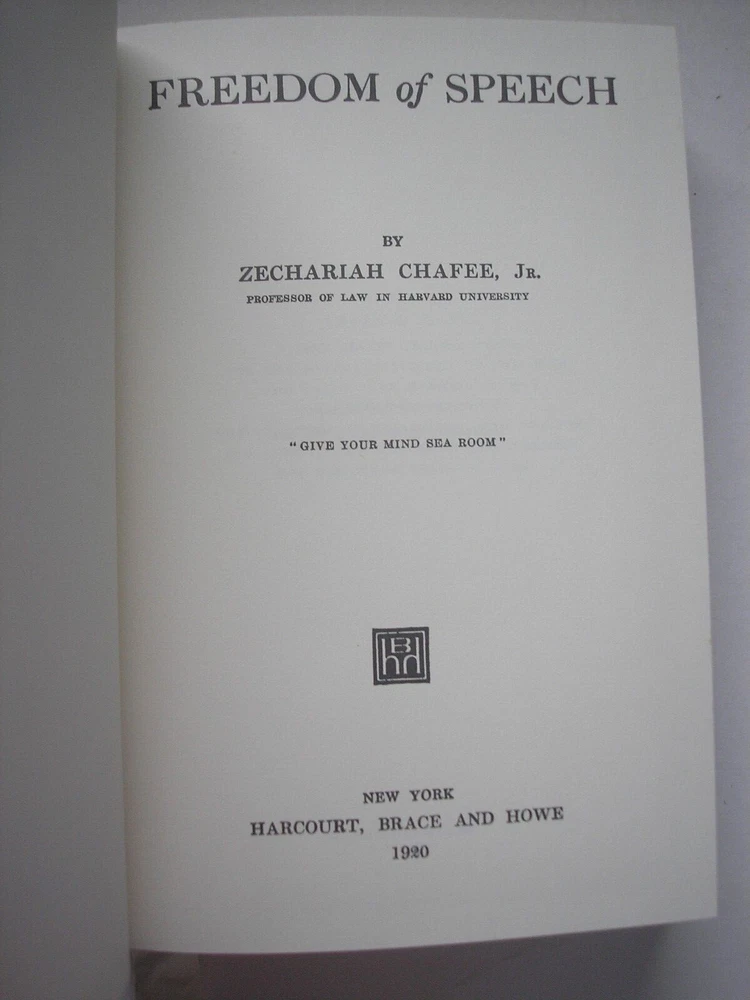 FREEDOM of SPEECH
BY
ZECHARIAH CHAFEE, JR.
PROFESSOR OF LAW IN HARVARD UNIVERSITY
"GIVE YOUR MIND SEA ROOM"
B
hh
NEW YORK
HARCOURT, BRACE AND HOWE
1920